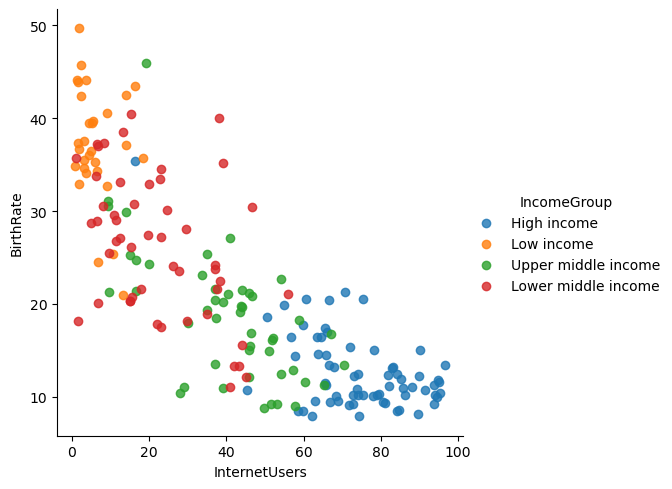 50
40
30
20
10
BirthRate
0
20
40
60
80
100
InternetUsers
IncomeGroup
High income
Low income
Upper middle income
Lower middle income